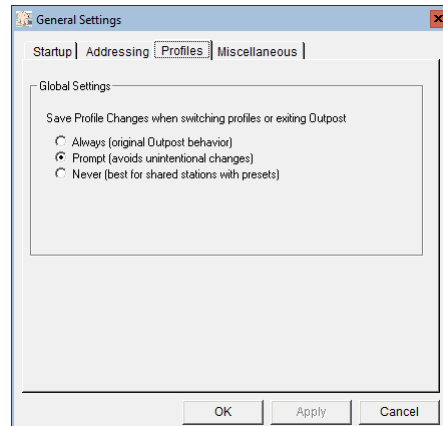 General Settings
Startup Addressing Profiles Miscellaneous
Global Settings
Save Profile Changes when switching profiles or exiting Outpost
Always (original Outpost behavior)
Prompt (avoids unintentional changes)
Never (best for shared stations with presets)
OK Apply Cancel